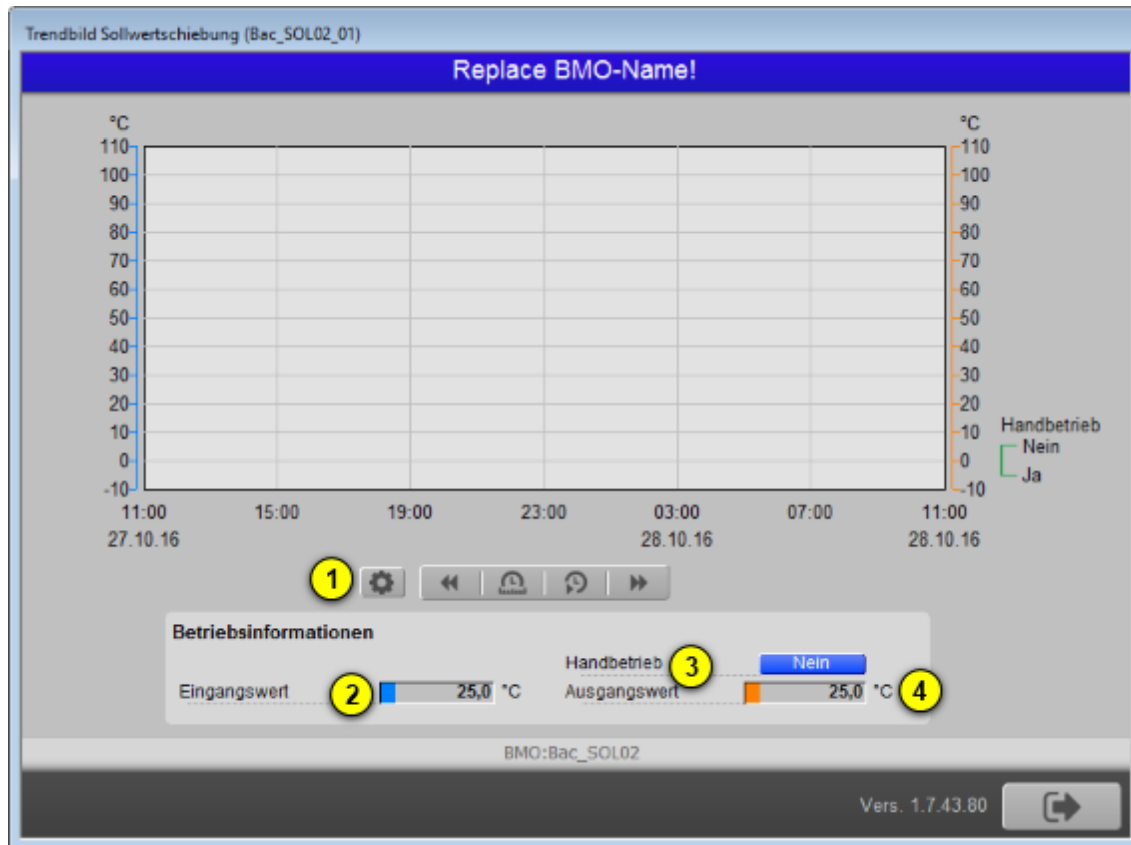 Trendbild Sollwertschiebung (Bac_SOL02_01)
Replace BMO-Name!
°C °C
110 110
100 100
90 90
80 80
70 70
60 60
50 50
40 40
30 30
20 20
10 10 Handbetrieb
0 0 Nein
-10 -10 Ja
11:00 15:00 19:00 23:00 03:00 07:00 11:00
27.10.16 28.10.16 28.10.16
1
Betriebsinformationen
Handbetrieb 3 Nein
Eingangswert 2 25,0 °C Ausgangswert 25,0 °C 4
BMO:Bac_SOL02
Vers. 1.7.43.80